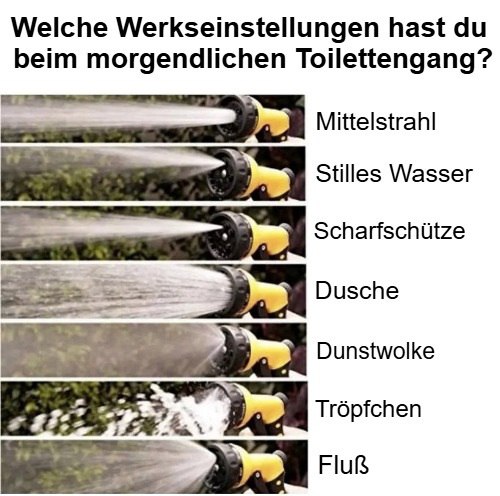 Welche Werkseinstellungen hast du
beim morgendlichen Toilettengang?
Mittelstrahl
Stilles Wasser
Scharfschütze
Dusche
Dunstwolke
Tröpfchen
Fluß